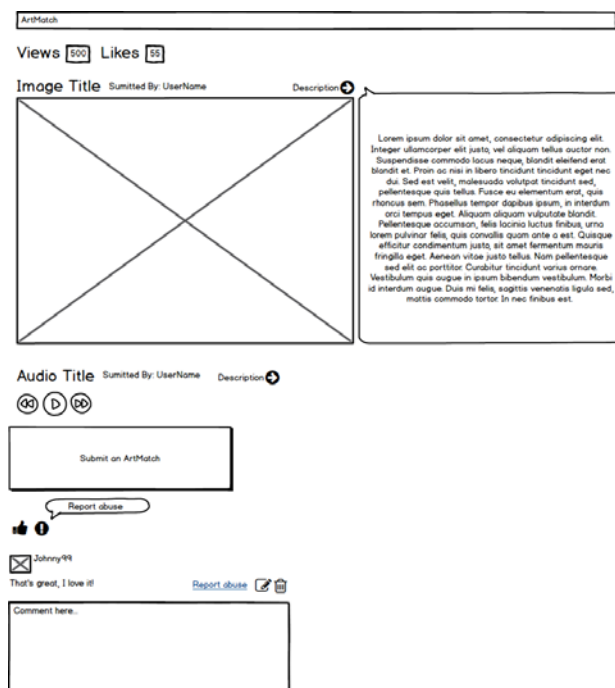 ArtMatch
Views 500 Likes 55
Image Title Sumitted By: UserName Description
Lorem ipsum dolor sit amet, consectetur adipiscing elit.
Integer ullamcorper elit justo, vel aliquam tellus auctor non.
Suspendisse commodo lacus neque, blandit eleifend erat
blandit et. Proin ac nisi in libero tincidunt tincidunt eget nec
dui. Sed est velit, malesuada volutpat tincidunt sed,
pellentesque quis tellus. Fusce eu elementum erat, quis
rhoncus sem. Phasellus tempor dapibus ipsum, in interdum
orci tempus eget. Aliquam aliquam vulputate blandit.
Pellentesque accumsan, felis lacinia luctus finibus, urna
lorem pulvinar felis, quis convallis quam ante a est. Quisque
efficitur condimentum justo, sit amet fermentum mauris
fringilla eget. Aenean vitae justo tellus. Nam pellentesque
sed elit ac porttitor. Curabitur tincidunt varius ornare.
Vestibulum quis augue in ipsum bibendum vestibulum. Morbi
id interdum augue. Duis mi felis, sagittis venenatis ligula sed,
mattis commodo tortor. In nec finibus est.
Audio Title Sumitted By: UserName Description
Submit an ArtMatch
Report abuse
Johnny99
That's great, I love it! Report abuse
Comment here..